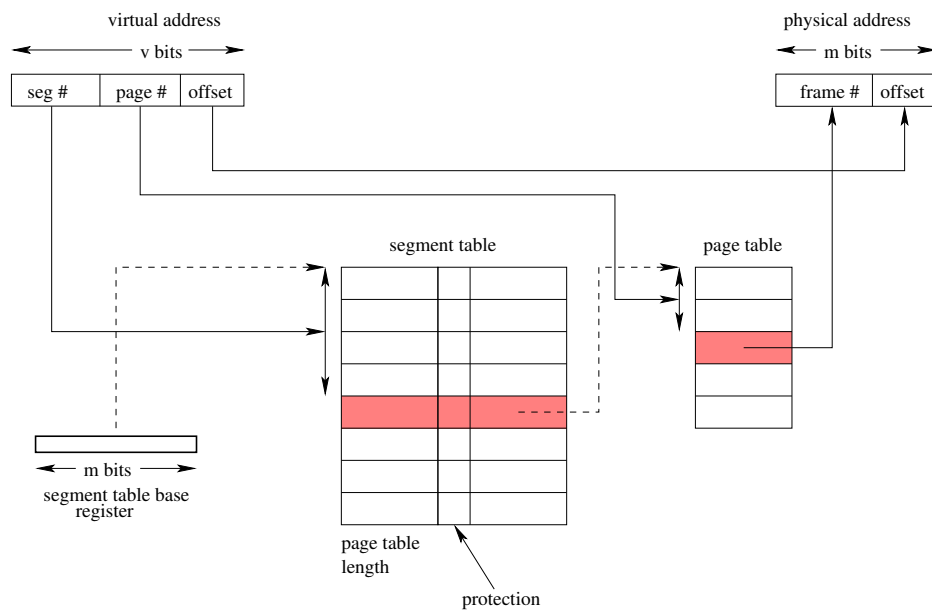 virtual address
physical address
v bits
m bits
seg #
page #
offset
frame #
offset
segment table
page table
m bits
segment table base
register
page table
length
protection